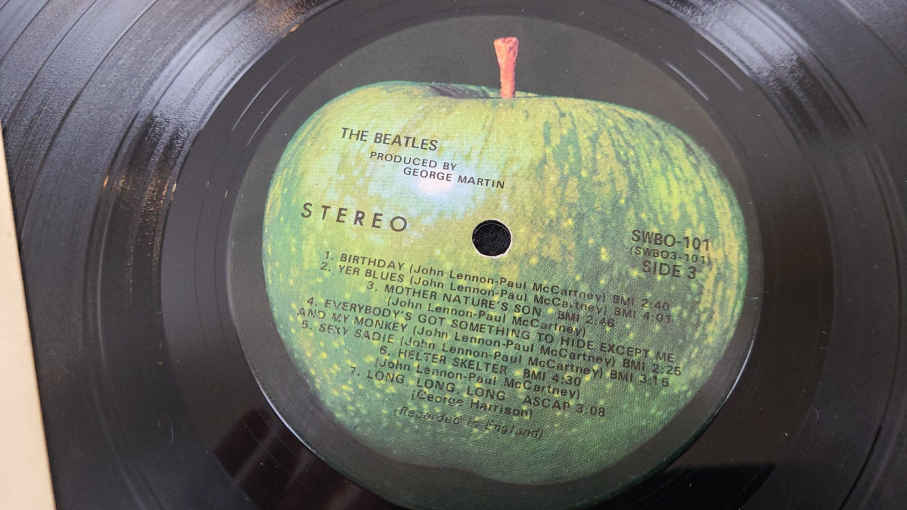 THE BEATLES
PRODUCED BY
GEORGE MARTIN
STEREO
SWBO-101
(SWBO3-101)
SIDE 3
1. BIRTHDAY (John Lennon-Paul McCartney) BMI 2:40
2. YER BLUES (John Lennon-Paul McCartney) BMI 4:01
3. MOTHER NATURE'S SON BMI 2:46
(John Lennon-Paul McCartney)
4. EVERYBODY'S GOT SOMETHING TO HIDE EXCEPT ME
AND MY MONKEY (John Lennon-Paul McCartney) BMI 2:25
5. SEXY SADIE (John Lennon-Paul McCartney) BMI 3:15
6. HELTER SKELTER BMI 4:30
(John Lennon-Paul McCartney)
7. LONG, LONG, LONG ASCAP 3:08
(George Harrison)
(Recorded in England)